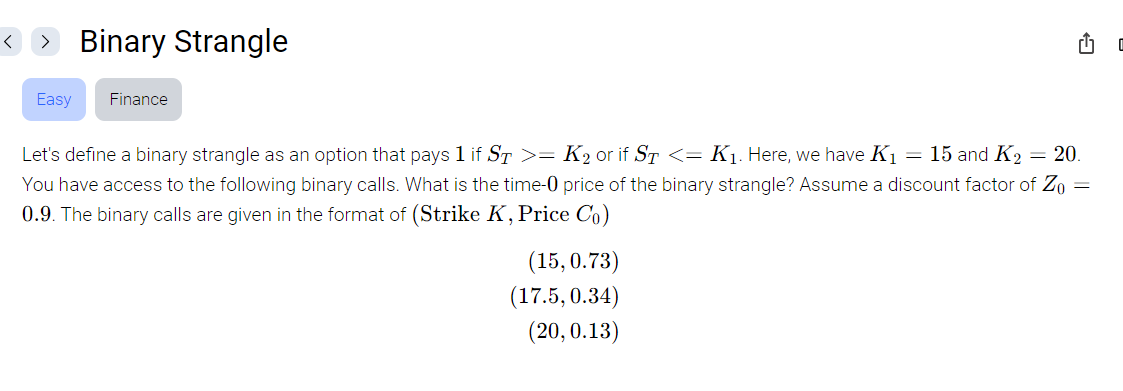 Binary Strangle
Easy Finance
Let's define a binary strangle as an option that pays 1 if S_T >= K_2 or if S_T <= K_1. Here, we have K_1 = 15 and K_2 = 20.
You have access to the following binary calls. What is the time-0 price of the binary strangle? Assume a discount factor of Z_0 =
0.9. The binary calls are given in the format of (Strike K, Price C_0)
(15, 0.73)
(17.5, 0.34)
(20, 0.13)